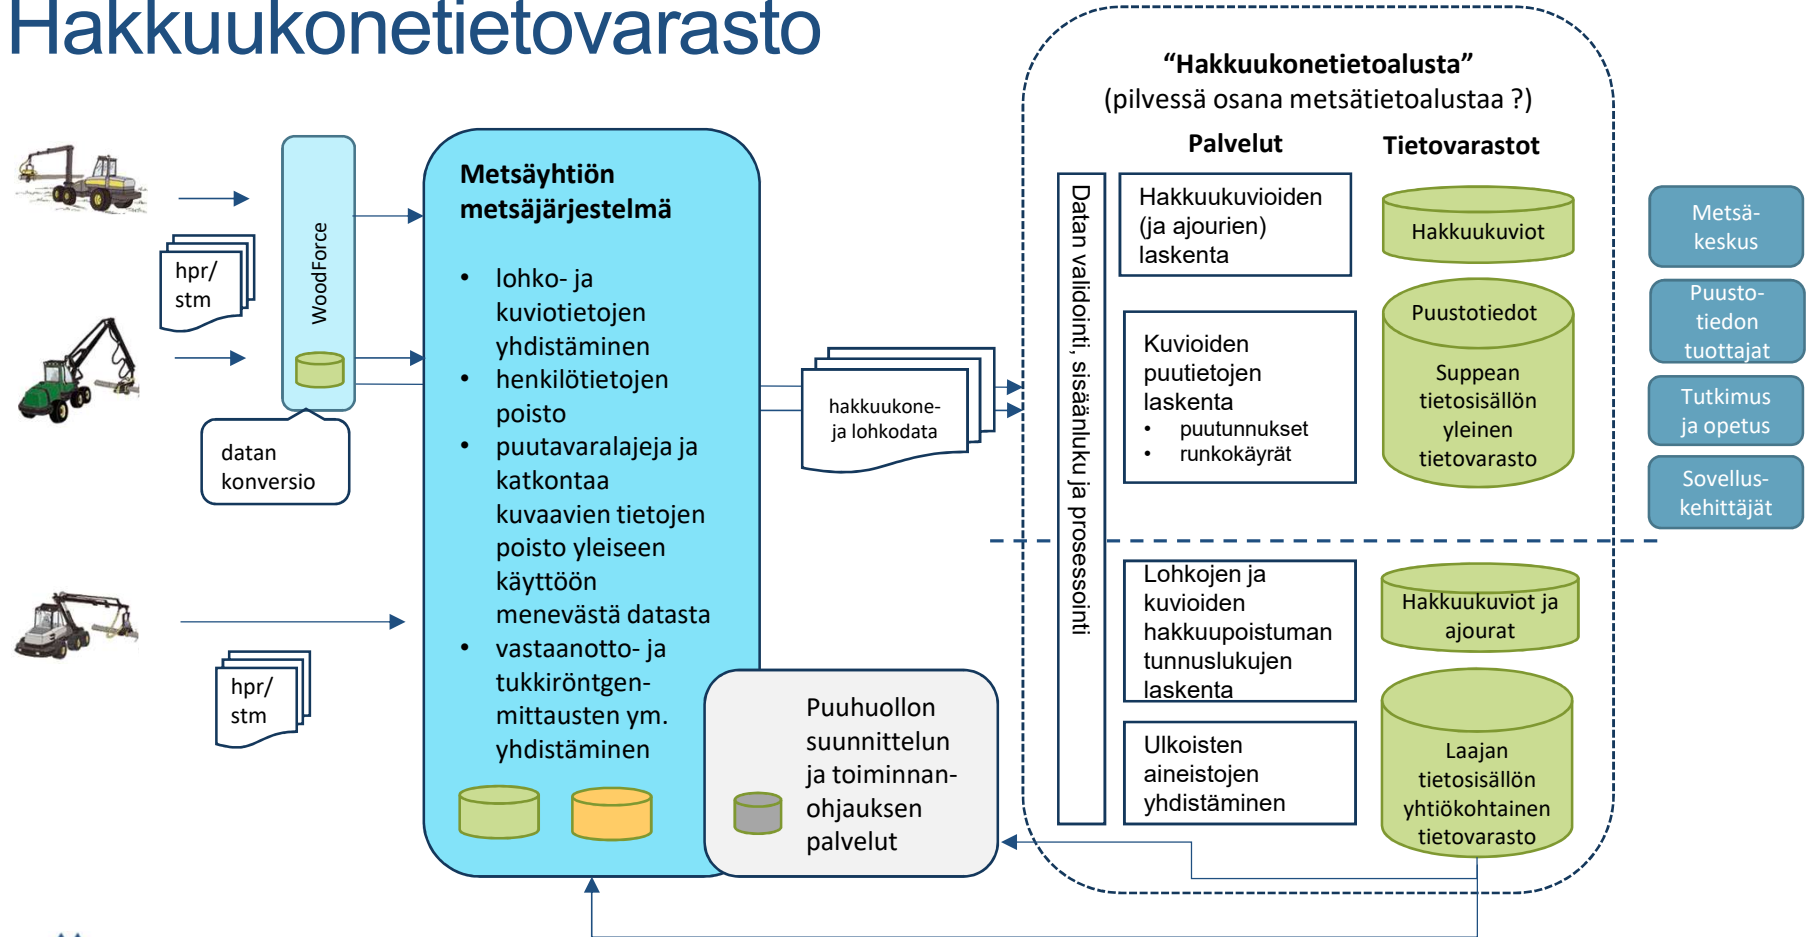 Hakkuukonetietovarasto
hpr/
stm
WoodForce
datan
konversio
hpr/
stm
Metsäyhtiön
metsäjärjestelmä
• lohko- ja
kuviotietojen
yhdistäminen
• henkilötietojen
poisto
• puutavaralajeja ja
katkontaa
kuvaavien tietojen
poisto yleiseen
käyttöön
menevästä datasta
• vastaanotto- ja
tukkiröntgen-
mittausten ym.
yhdistäminen
Puuhuollon
suunnittelun
ja toiminnan-
ohjauksen
palvelut
hakkuukone-
ja lohkodata
“Hakkuukonetietoalusta”
(pilvessä osana metsätietoalustaa ?)
Palvelut
Tietovarastot
Datan validointi, sisäänluku ja prosessointi
Hakkuukuvioiden
(ja ajourien)
laskenta
Hakkuukuviot
Kuvioiden
puutietojen
laskenta
• puutunnukset
• runkokäyrät
Puustotiedot
Suppean
tietosisällön
yleinen
tietovarasto
Lohkojen ja
kuvioiden
hakkuupoistuman
tunnuslukujen
laskenta
Hakkuukuviot ja
ajourat
Ulkoisten
aineistojen
yhdistäminen
Laajan
tietosisällön
yhtiökohtainen
tietovarasto
Metsä-
keskus
Puusto-
tiedon
tuottajat
Tutkimus
ja opetus
Sovellus-
kehittäjät